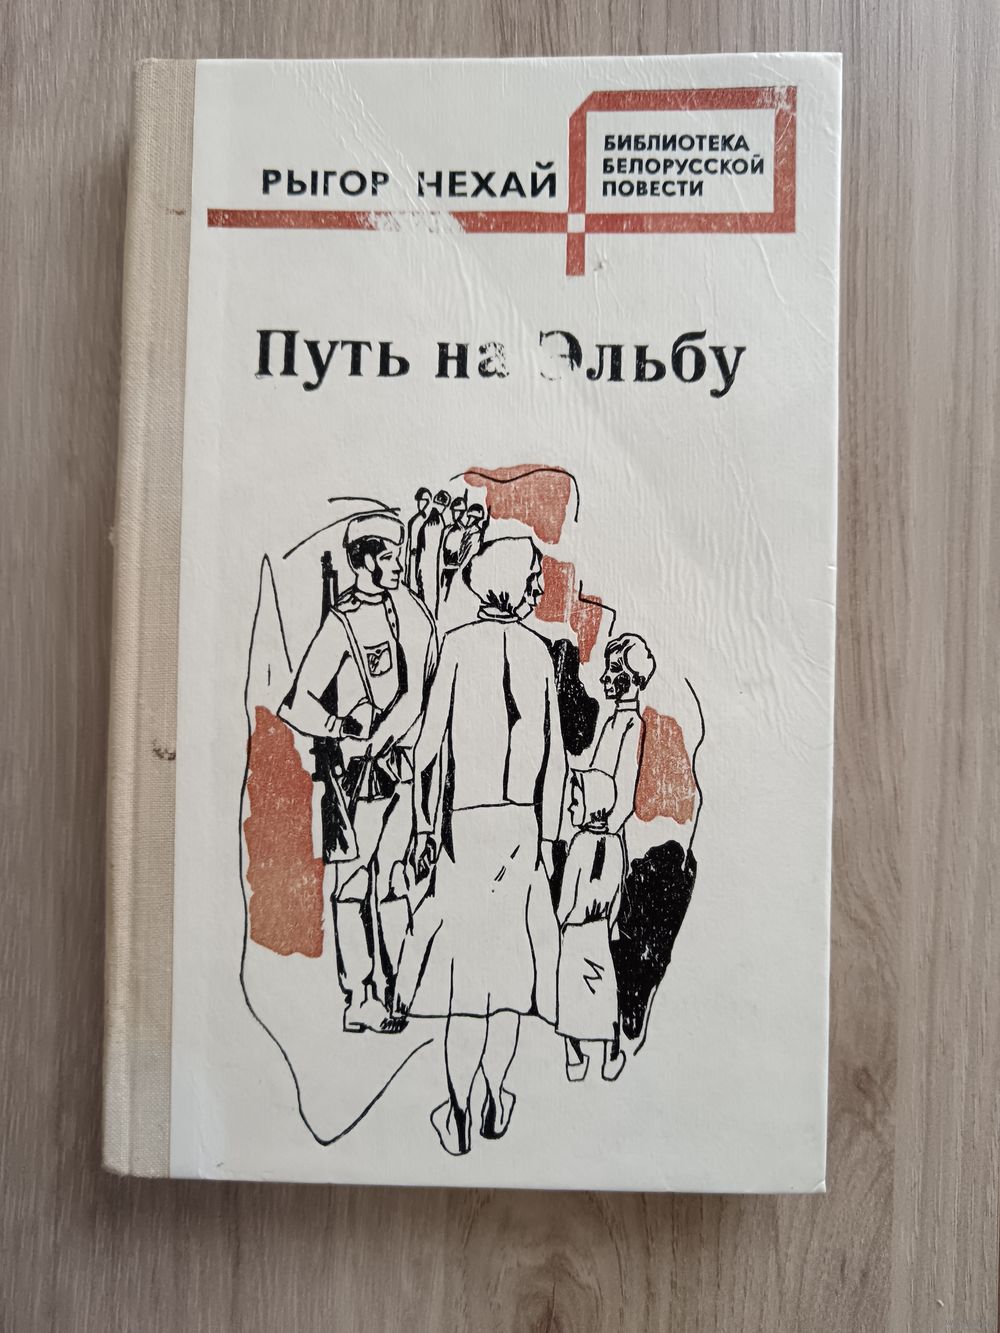 РЫГОР НЕХАЙ
БИБЛИОТЕКА
БЕЛОРУССКОЙ
ПОВЕСТИ
Путь на Эльбу